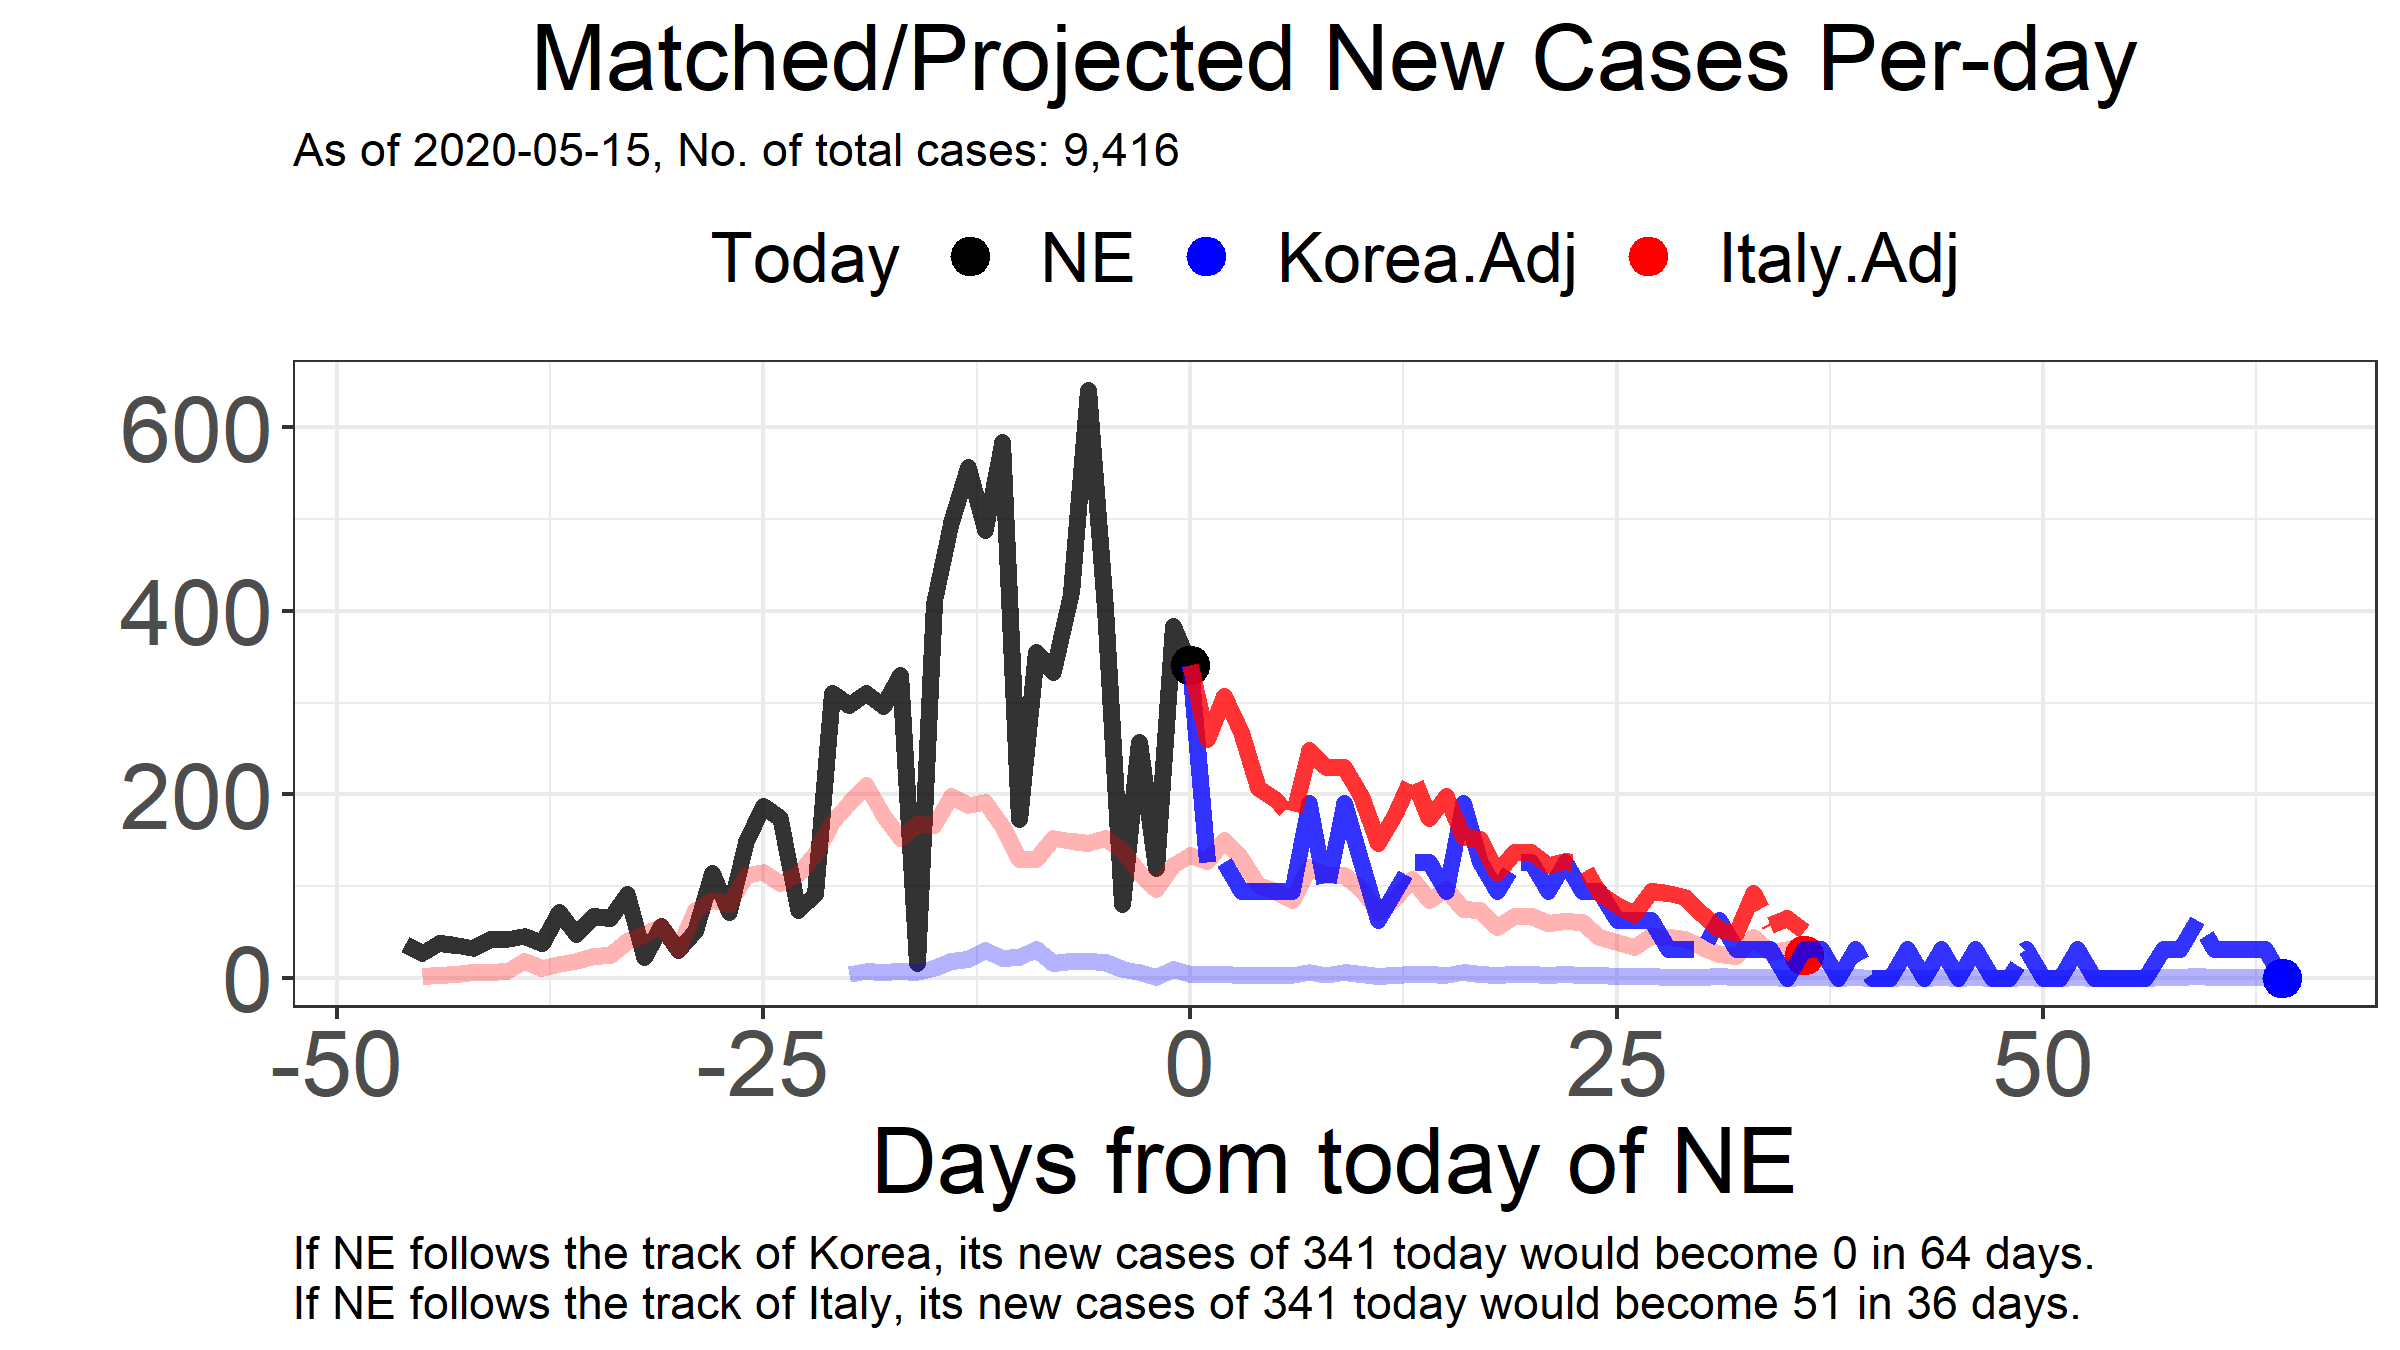 Matched/Projected New Cases Per-day
As of 2020-05-15, No. of total cases: 9,416
Today NE Korea.Adj Italy.Adj
600
400
200
0
-50 -25 0 25 50
Days from today of NE
If NE follows the track of Korea, its new cases of 341 today would become 0 in 64 days.
If NE follows the track of Italy, its new cases of 341 today would become 51 in 36 days.